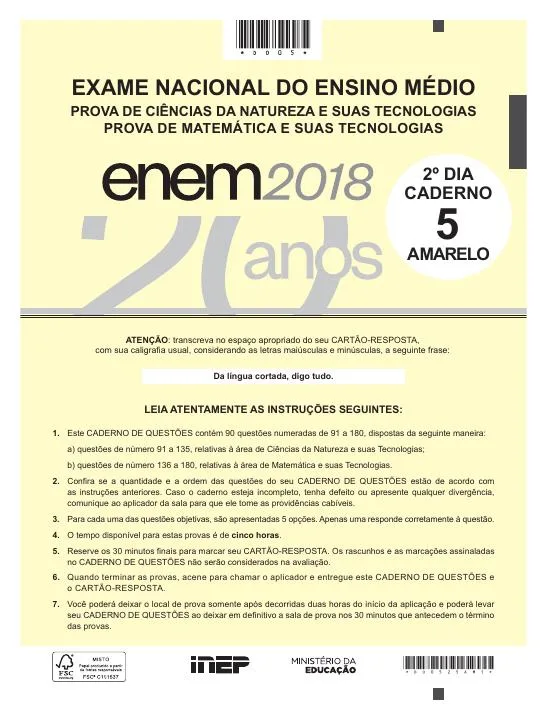 *DO05*
EXAME NACIONAL DO ENSINO MÉDIO
PROVA DE CIÊNCIAS DA NATUREZA E SUAS TECNOLOGIAS
PROVA DE MATEMÁTICA E SUAS TECNOLOGIAS
enem2018
20 anos
2º DIA
CADERNO
5
AMARELO
ATENÇÃO: transcreva no espaço apropriado do seu CARTÃO-RESPOSTA,
com sua caligrafia usual, considerando as letras maiúsculas e minúsculas, a seguinte frase:
Da língua cortada, digo tudo.
LEIA ATENTAMENTE AS INSTRUÇÕES SEGUINTES:
1. Este CADERNO DE QUESTÕES contém 90 questões numeradas de 91 a 180, dispostas da seguinte maneira:
a) questões de número 91 a 135, relativas à área de Ciências da Natureza e suas Tecnologias;
b) questões de número 136 a 180, relativas à área de Matemática e suas Tecnologias.
2. Confira se a quantidade e a ordem das questões do seu CADERNO DE QUESTÕES estão de acordo com
as instruções anteriores. Caso o caderno esteja incompleto, tenha defeito ou apresente qualquer divergência,
comunique ao aplicador da sala para que ele tome as providências cabíveis.
3. Para cada uma das questões objetivas, são apresentadas 5 opções. Apenas uma responde corretamente à questão.
4. O tempo disponível para estas provas é de cinco horas.
5. Reserve os 30 minutos finais para marcar seu CARTÃO-RESPOSTA. Os rascunhos e as marcações assinaladas
no CADERNO DE QUESTÕES não serão considerados na avaliação.
6. Quando terminar as provas, acene para chamar o aplicador e entregue este CADERNO DE QUESTÕES e
o CARTÃO-RESPOSTA.
7. Você poderá deixar o local de prova somente após decorridas duas horas do início da aplicação e poderá levar
seu CADERNO DE QUESTÕES ao deixar em definitivo a sala de prova nos 30 minutos que antecedem o término
das provas.
FSC
MISTO
Papel produzido a partir
de fontes responsáveis
FSC® C111637
INEP
MINISTÉRIO DA
EDUCAÇÃO